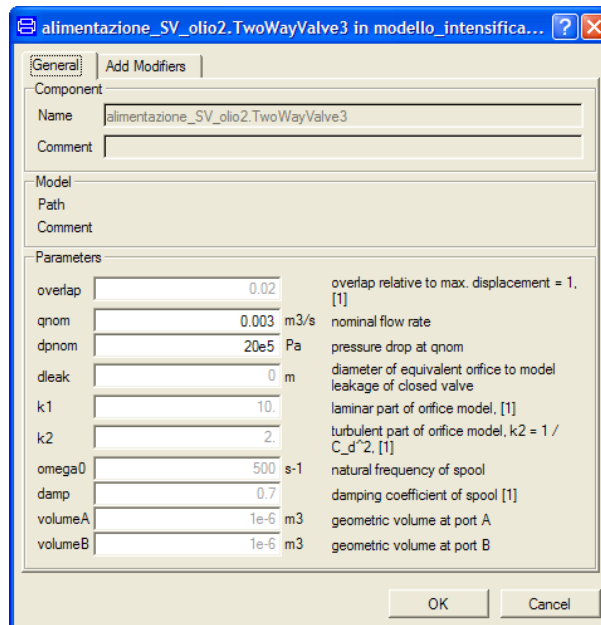 alimentazione_SV_olio2.TwoWayValve3 in modello_intensifica... ?
General Add Modifiers
Component
Name alimentazione_SV_olio2.TwoWayValve3
Comment
Model
Path
Comment
Parameters
overlap 0.02 overlap relative to max. displacement = 1,
[1]
qnom 0.003 m3/s nominal flow rate
dpnom 20e5 Pa pressure drop at qnom
dleak 0 m diameter of equivalent orifice to model
leakage of closed valve
k1 10. laminar part of orifice model, [1]
k2 2. turbulent part of orifice model, k2 = 1 /
C_d^2, [1]
omega0 500 s-1 natural frequency of spool
damp 0.7 damping coefficient of spool [1]
volumeA 1e-6 m3 geometric volume at port A
volumeB 1e-6 m3 geometric volume at port B
OK Cancel